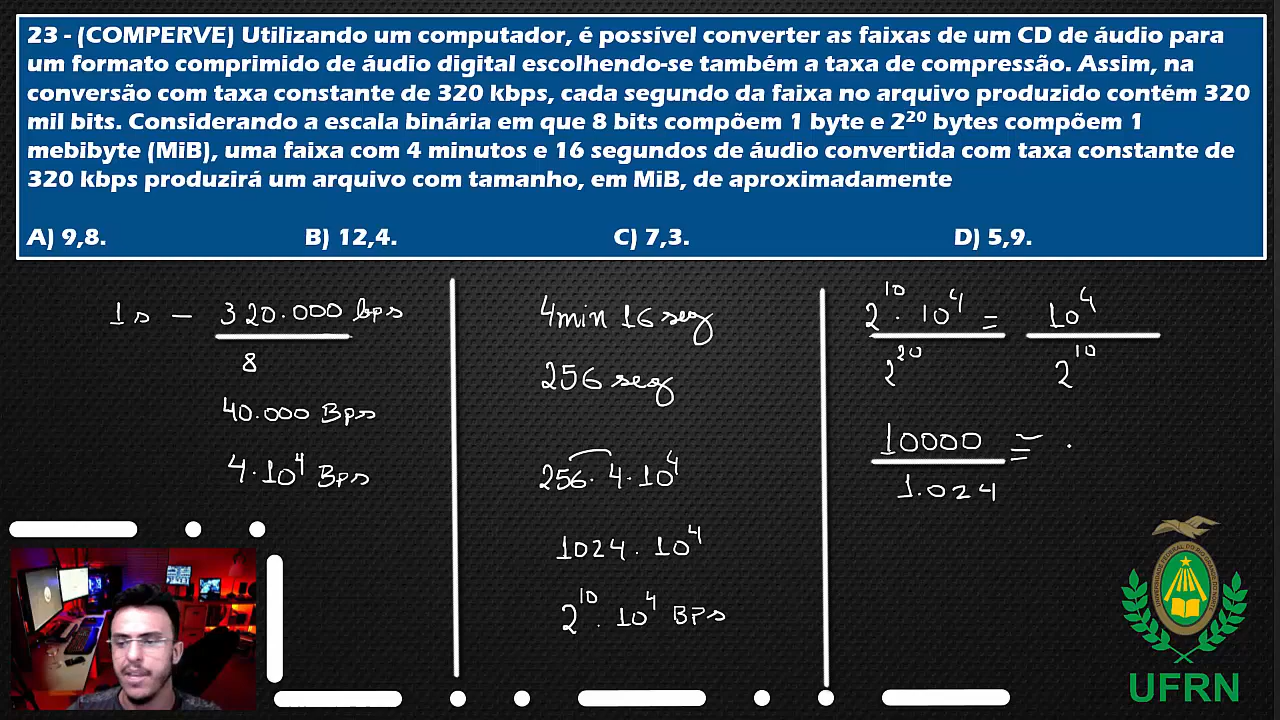 23 - (COMPERVE) Utilizando um computador, é possível converter as faixas de um CD de áudio para
um formato comprimido de áudio digital escolhendo-se também a taxa de compressão. Assim, na
conversão com taxa constante de 320 kbps, cada segundo da faixa no arquivo produzido contém 320
mil bits. Considerando a escala binária em que 8 bits compõem 1 byte e 2²⁰ bytes compõem 1
mebibyte (MiB), uma faixa com 4 minutos e 16 segundos de áudio convertida com taxa constante de
320 kbps produzirá um arquivo com tamanho, em MiB, de aproximadamente
A) 9,8. B) 12,4. C) 7,3. D) 5,9.
1s - 320.000 bps
8
40.000 Bps
4·10⁴ Bps
4min 16 seg
256 seg
256·4·10⁴
1024·10⁴
2¹⁰·10⁴ BPs
2¹⁰·10⁴ = 10⁴
2²⁰ 2¹⁰
10000 ≅
1.024
UFRN